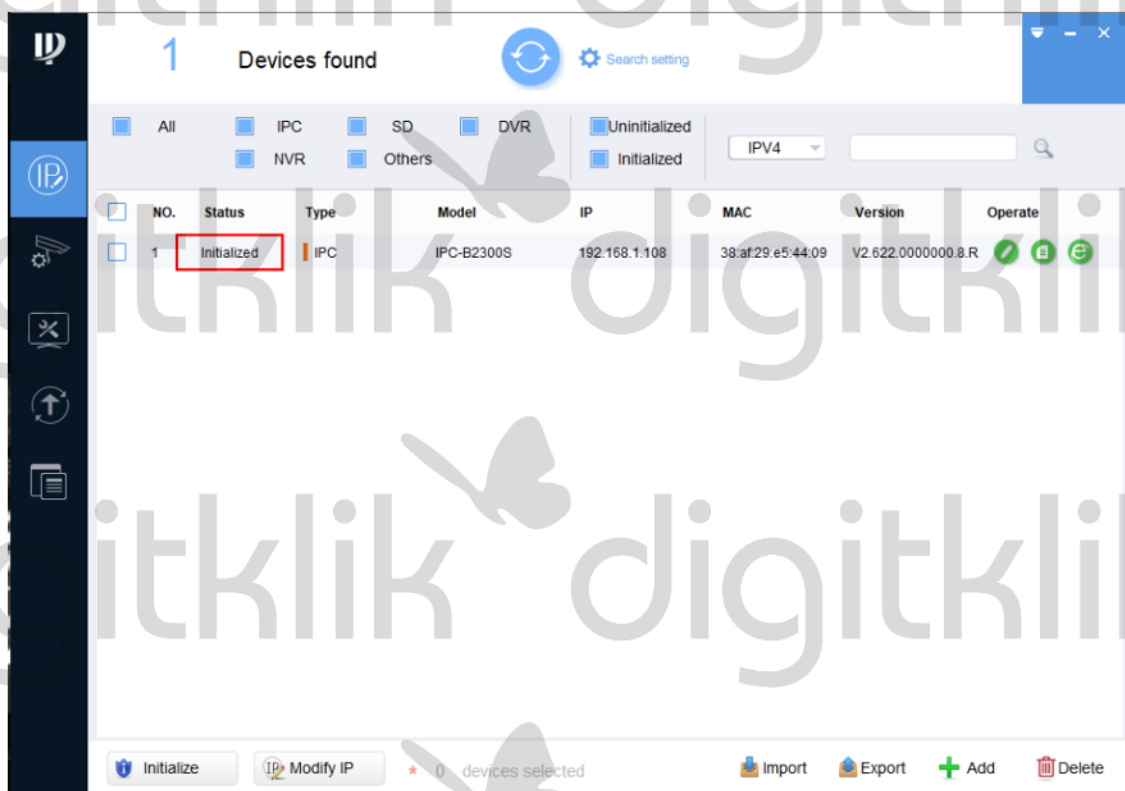 1 Devices found Search setting
All IPC SD DVR Uninitialized
NVR Others Initialized
IPV4
NO. Status Type Model IP MAC Version Operate
1 Initialized IPC IPC-B2300S 192.168.1.108 38:af:29:e5:44:09 V2.622.0000000.8.R
Initialize Modify IP * 0 devices selected Import Export Add Delete
IP
digitklik
digitklik